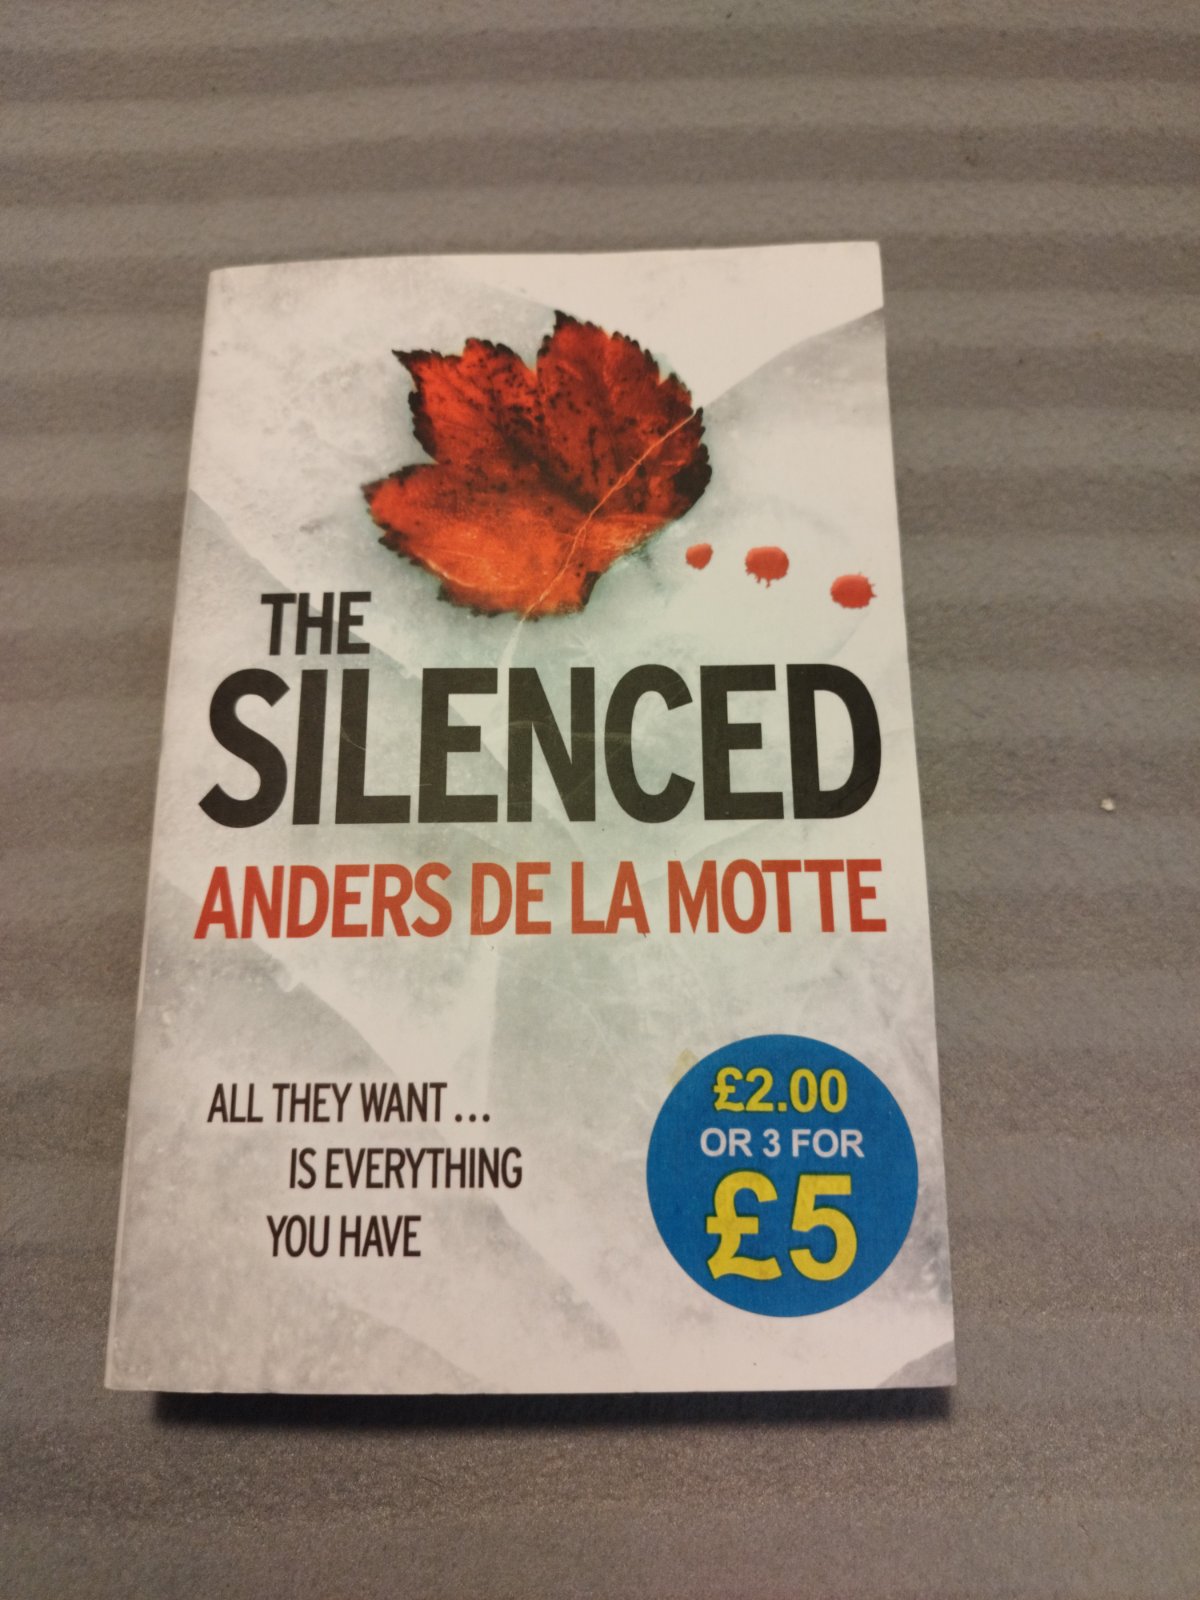 THE
SILENCED
ANDERS DE LA MOTTE
ALL THEY WANT ...
IS EVERYTHING
YOU HAVE
£2.00
OR 3 FOR
£5